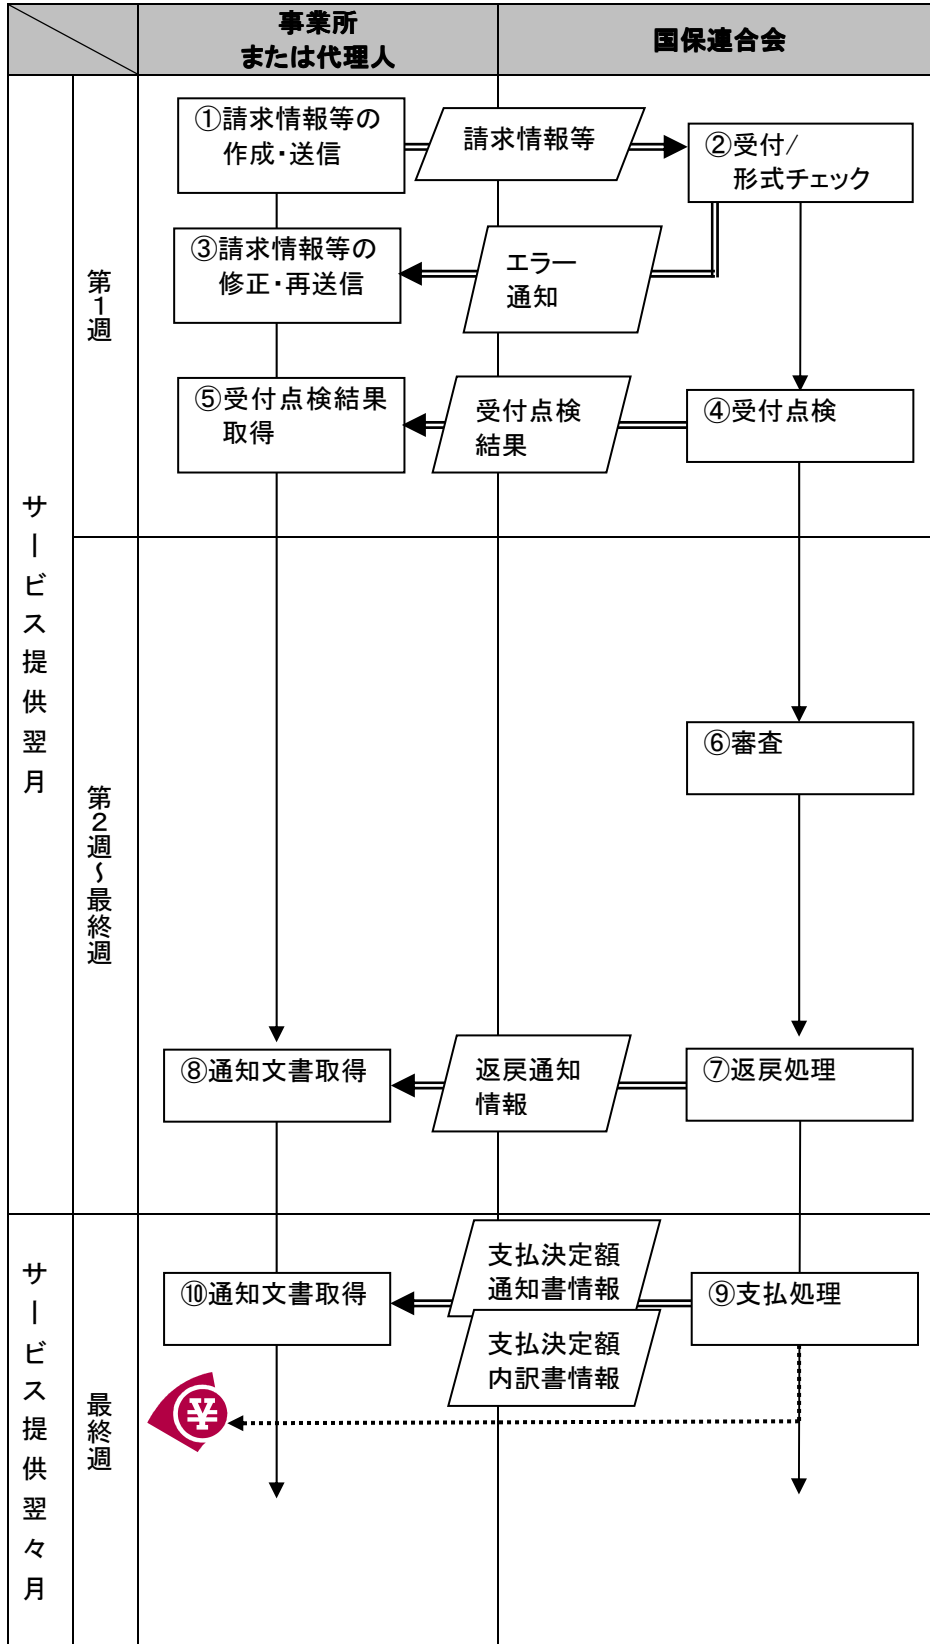 事業所
または代理人
国保連合会
サービス提供翌月
第1週
①請求情報等の
作成・送信
請求情報等
②受付/
形式チェック
③請求情報等の
修正・再送信
エラー
通知
⑤受付点検結果
取得
受付点検
結果
④受付点検
第2週～最終週
⑥審査
⑧通知文書取得
返戻通知
情報
⑦返戻処理
サービス提供翌々月
最終週
⑩通知文書取得
支払決定額
通知書情報
支払決定額
内訳書情報
⑨支払処理
¥